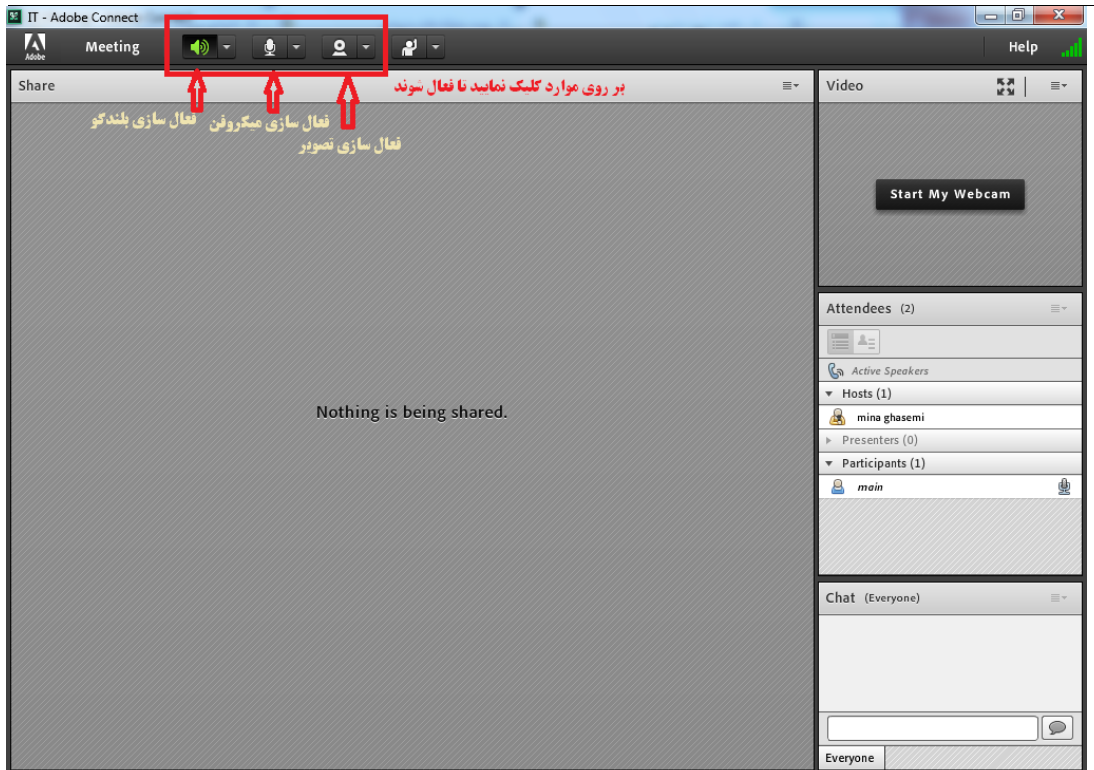 IT - Adobe Connect
Adobe
Meeting
Help
Share
بر روی موارد کلیک نمایید تا فعال شوند
فعال سازی بلندگو
فعال سازی میکروفن
فعال سازی تصویر
Nothing is being shared.
Video
Start My Webcam
Attendees (2)
Active Speakers
Hosts (1)
mina ghasemi
Presenters (0)
Participants (1)
main
Chat (Everyone)
Everyone